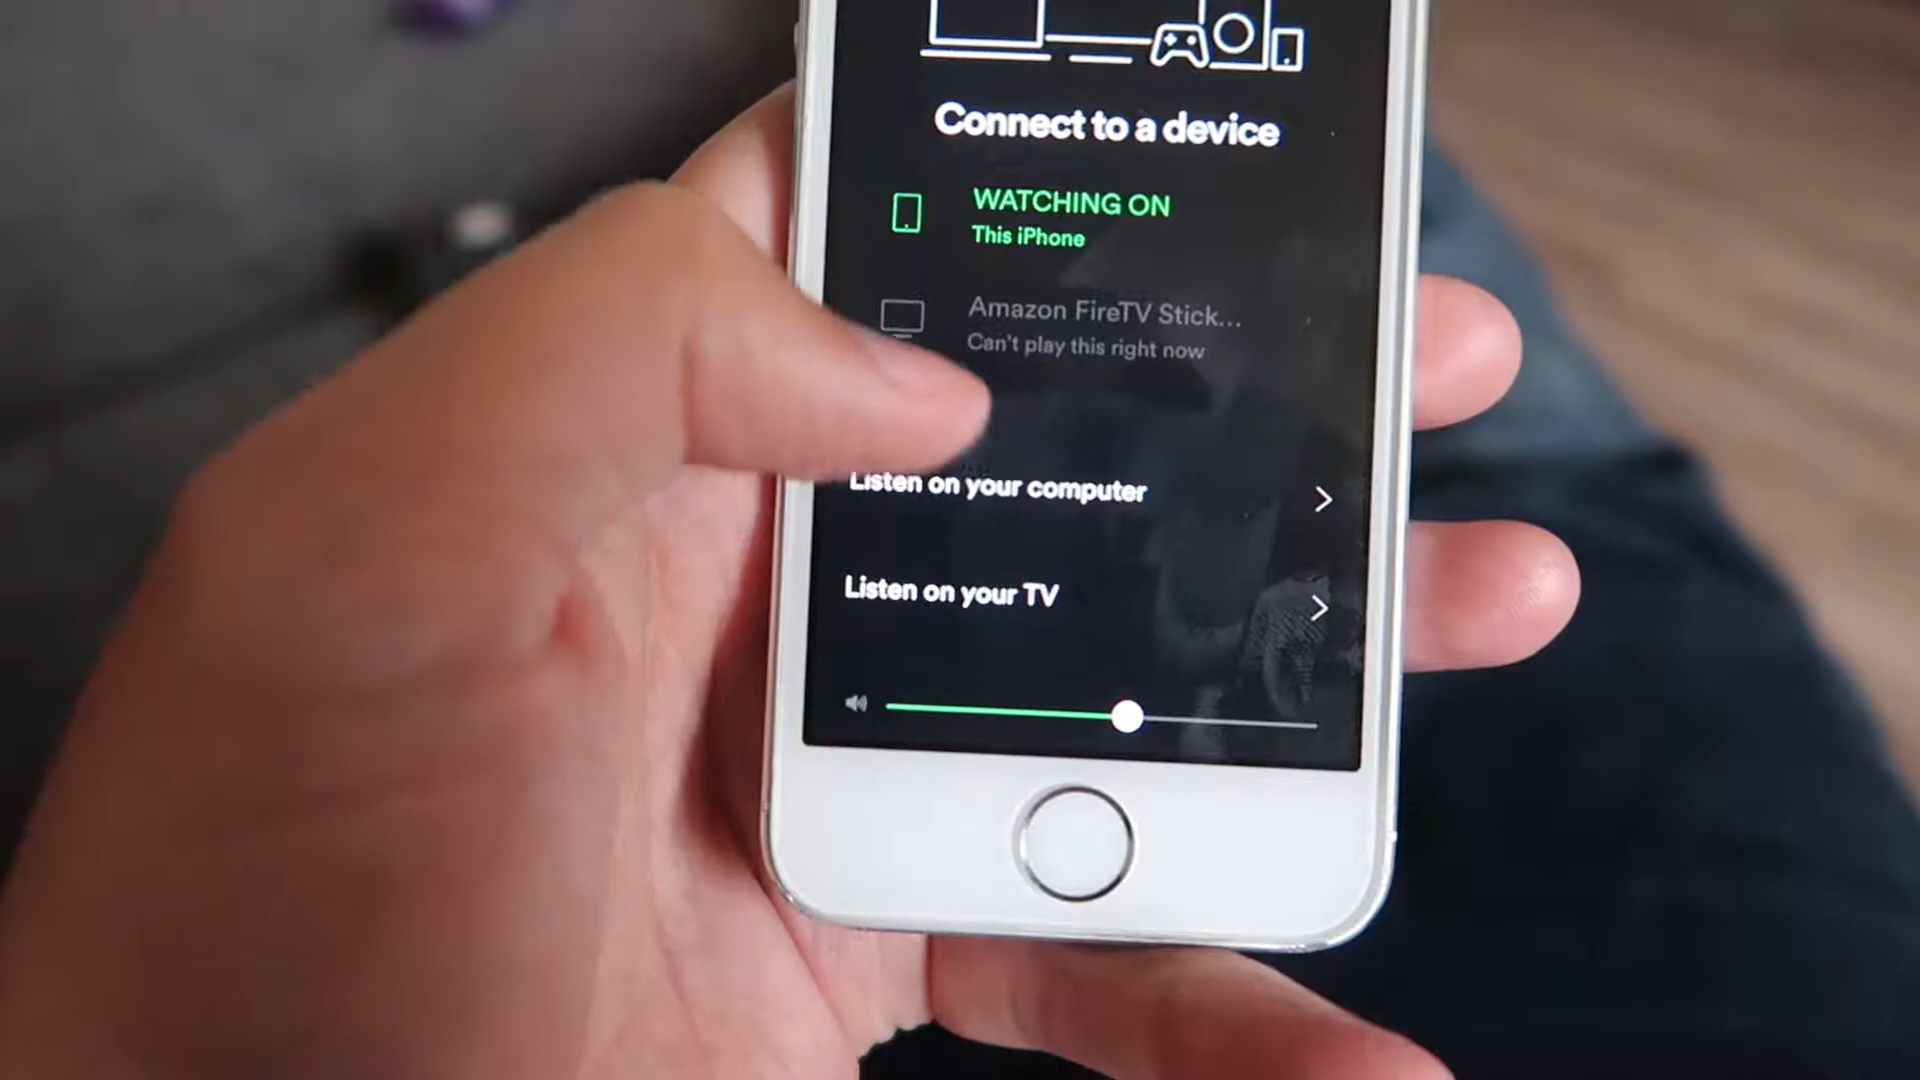 Connect to a device
WATCHING ON
This iPhone
Amazon FireTV Stick...
Can't play this right now
Listen on your computer
Listen on your TV